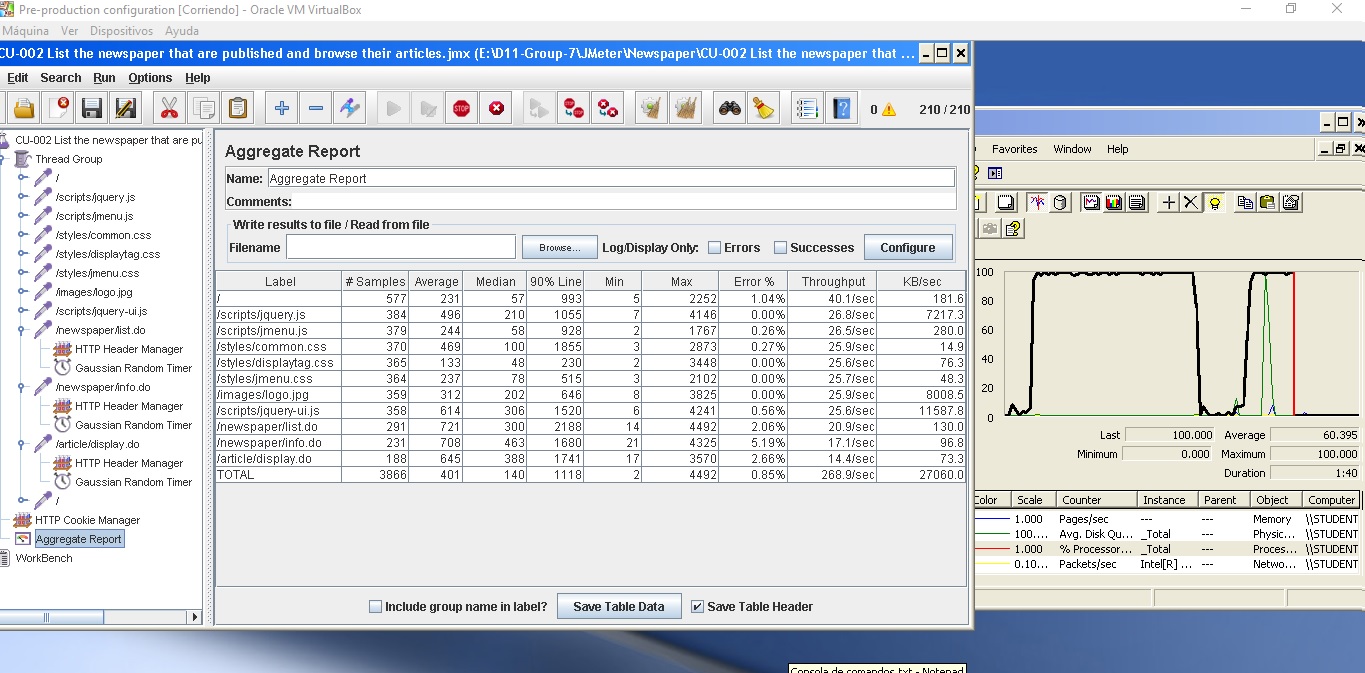 Pre-production configuration [Corriendo] - Oracle VM VirtualBox
Máquina Ver Dispositivos Ayuda
CU-002 List the newspaper that are published and browse their articles.jmx (E:\D11-Group-7\JMeter\Newspaper\CU-002 List the newspaper that ...
Edit Search Run Options Help
STOP
0 210 / 210
CU-002 List the newspaper that are pu
Thread Group
/
/scripts/jquery.js
/scripts/jmenu.js
/styles/common.css
/styles/displaytag.css
/styles/jmenu.css
/images/logo.jpg
/scripts/jquery-ui.js
/newspaper/list.do
HTTP Header Manager
Gaussian Random Timer
/newspaper/info.do
HTTP Header Manager
Gaussian Random Timer
/article/display.do
HTTP Header Manager
Gaussian Random Timer
/
HTTP Cookie Manager
Aggregate Report
WorkBench
Aggregate Report
Name: Aggregate Report
Comments:
Write results to file / Read from file
Filename Browse... Log/Display Only: Errors Successes Configure
Label # Samples Average Median 90% Line Min Max Error % Throughput KB/sec
/ 577 231 57 993 5 2252 1.04% 40.1/sec 181.6
/scripts/jquery.js 384 496 210 1055 7 4146 0.00% 26.8/sec 7217.3
/scripts/jmenu.js 379 244 58 928 2 1767 0.26% 26.5/sec 280.0
/styles/common.css 370 469 100 1855 3 2873 0.27% 25.9/sec 14.9
/styles/displaytag.css 365 133 48 230 2 3448 0.00% 25.6/sec 76.3
/styles/jmenu.css 364 237 78 515 3 2102 0.00% 25.7/sec 48.3
/images/logo.jpg 359 312 202 646 8 3825 0.00% 25.9/sec 8008.5
/scripts/jquery-ui.js 358 614 306 1520 6 4241 0.56% 25.6/sec 11587.8
/newspaper/list.do 291 721 300 2188 14 4492 2.06% 20.9/sec 130.0
/newspaper/info.do 231 708 463 1680 21 4325 5.19% 17.1/sec 96.8
/article/display.do 188 645 388 1741 17 3570 2.66% 14.4/sec 73.3
TOTAL 3866 401 140 1118 2 4492 0.85% 268.9/sec 27060.0
Include group name in label? Save Table Data Save Table Header
Favorites Window Help
100
80
60
40
20
0
Last 100.000 Average 60.395
Minimum 0.000 Maximum 100.000
Duration 1:40
Color Scale Counter Instance Parent Object Computer
1.000 Pages/sec --- --- Memory \\STUDENT
100.... Avg. Disk Qu... _Total --- Physic... \\STUDENT
1.000 % Processor... _Total --- Proces... \\STUDENT
0.10... Packets/sec Intel[R] ... --- Netwo... \\STUDENT
Consola de comandos.txt - Notepad